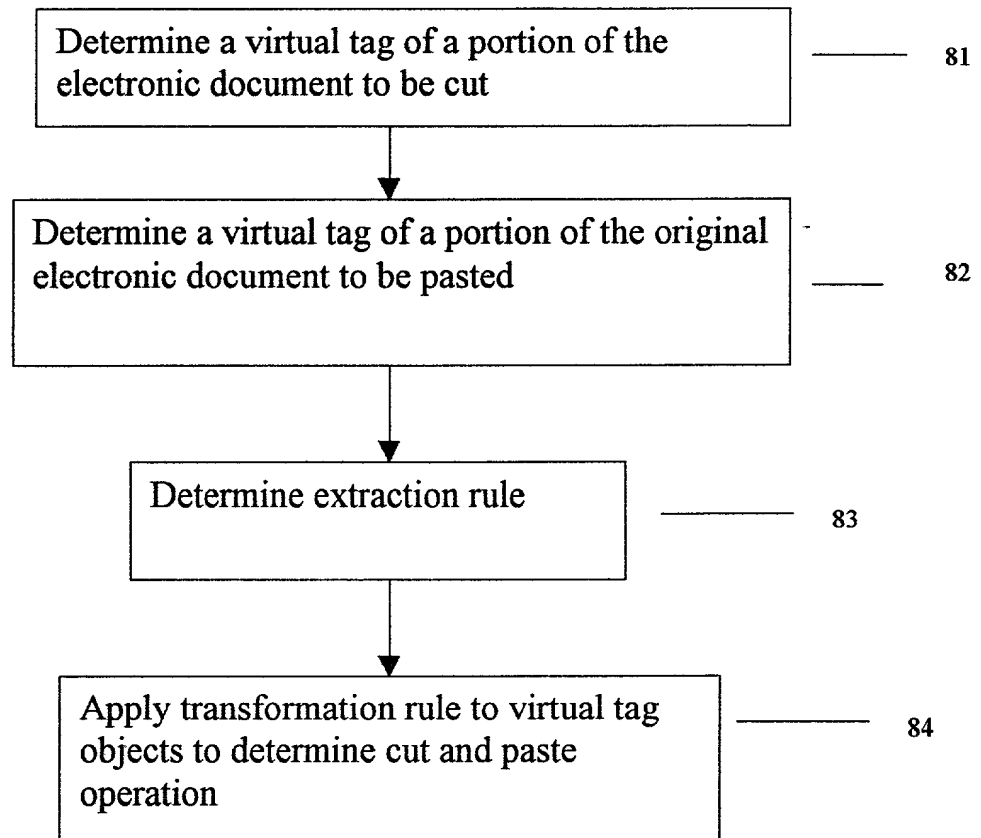 Determine a virtual tag of a portion of the
electronic document to be cut
81
Determine a virtual tag of a portion of the original
electronic document to be pasted
82
Determine extraction rule
83
Apply transformation rule to virtual tag
objects to determine cut and paste
operation
84